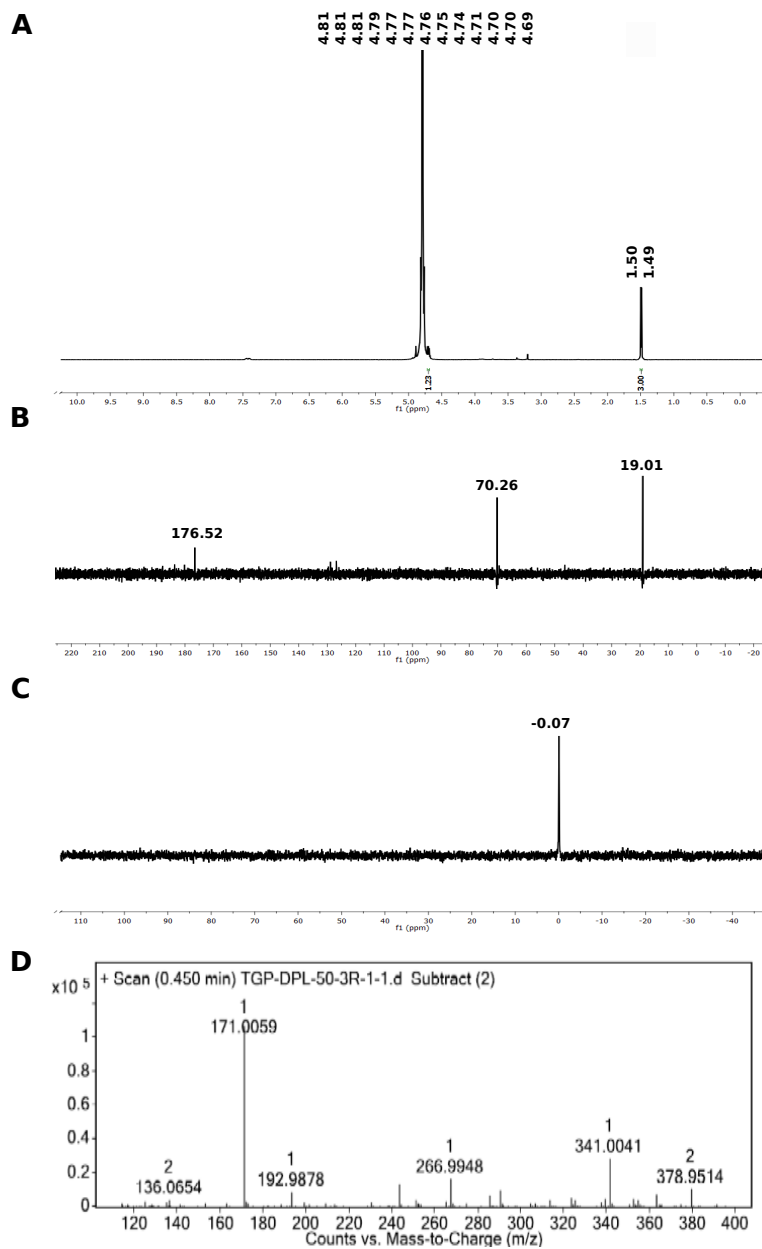 A
4.81
4.81
4.81
4.79
4.77
4.77
4.76
4.75
4.74
4.71
4.70
4.70
4.69
1.50
1.49
1.23
3.00
10.0 9.5 9.0 8.5 8.0 7.5 7.0 6.5 6.0 5.5 5.0 4.5 4.0 3.5 3.0 2.5 2.0 1.5 1.0 0.5 0.0
f1 (ppm)
B
176.52
70.26
19.01
220 210 200 190 180 170 160 150 140 130 120 110 100 90 80 70 60 50 40 30 20 10 0 -10 -20
f1 (ppm)
C
-0.07
110 100 90 80 70 60 50 40 30 20 10 0 -10 -20 -30 -40
f1 (ppm)
D
+ Scan (0.450 min) TGP-DPL-50-3R-1-1.d Subtract (2)
x10 5
1
0.8
0.6
0.4
0.2
0
1
171.0059
2
136.0654
1
192.9878
1
266.9948
1
341.0041
2
378.9514
120 140 160 180 200 220 240 260 280 300 320 340 360 380 400
Counts vs. Mass-to-Charge (m/z)